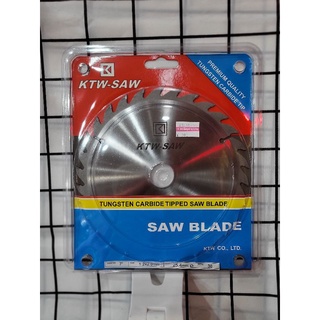 KTW-SAW
PREMIUM QUALITY
TUNGSTEN CARBIDE TIP
KTW-SAW
TUNGSTEN CARBIDE TIPPED SAW BLADE
SAW BLADE
KTW CO., LTD.